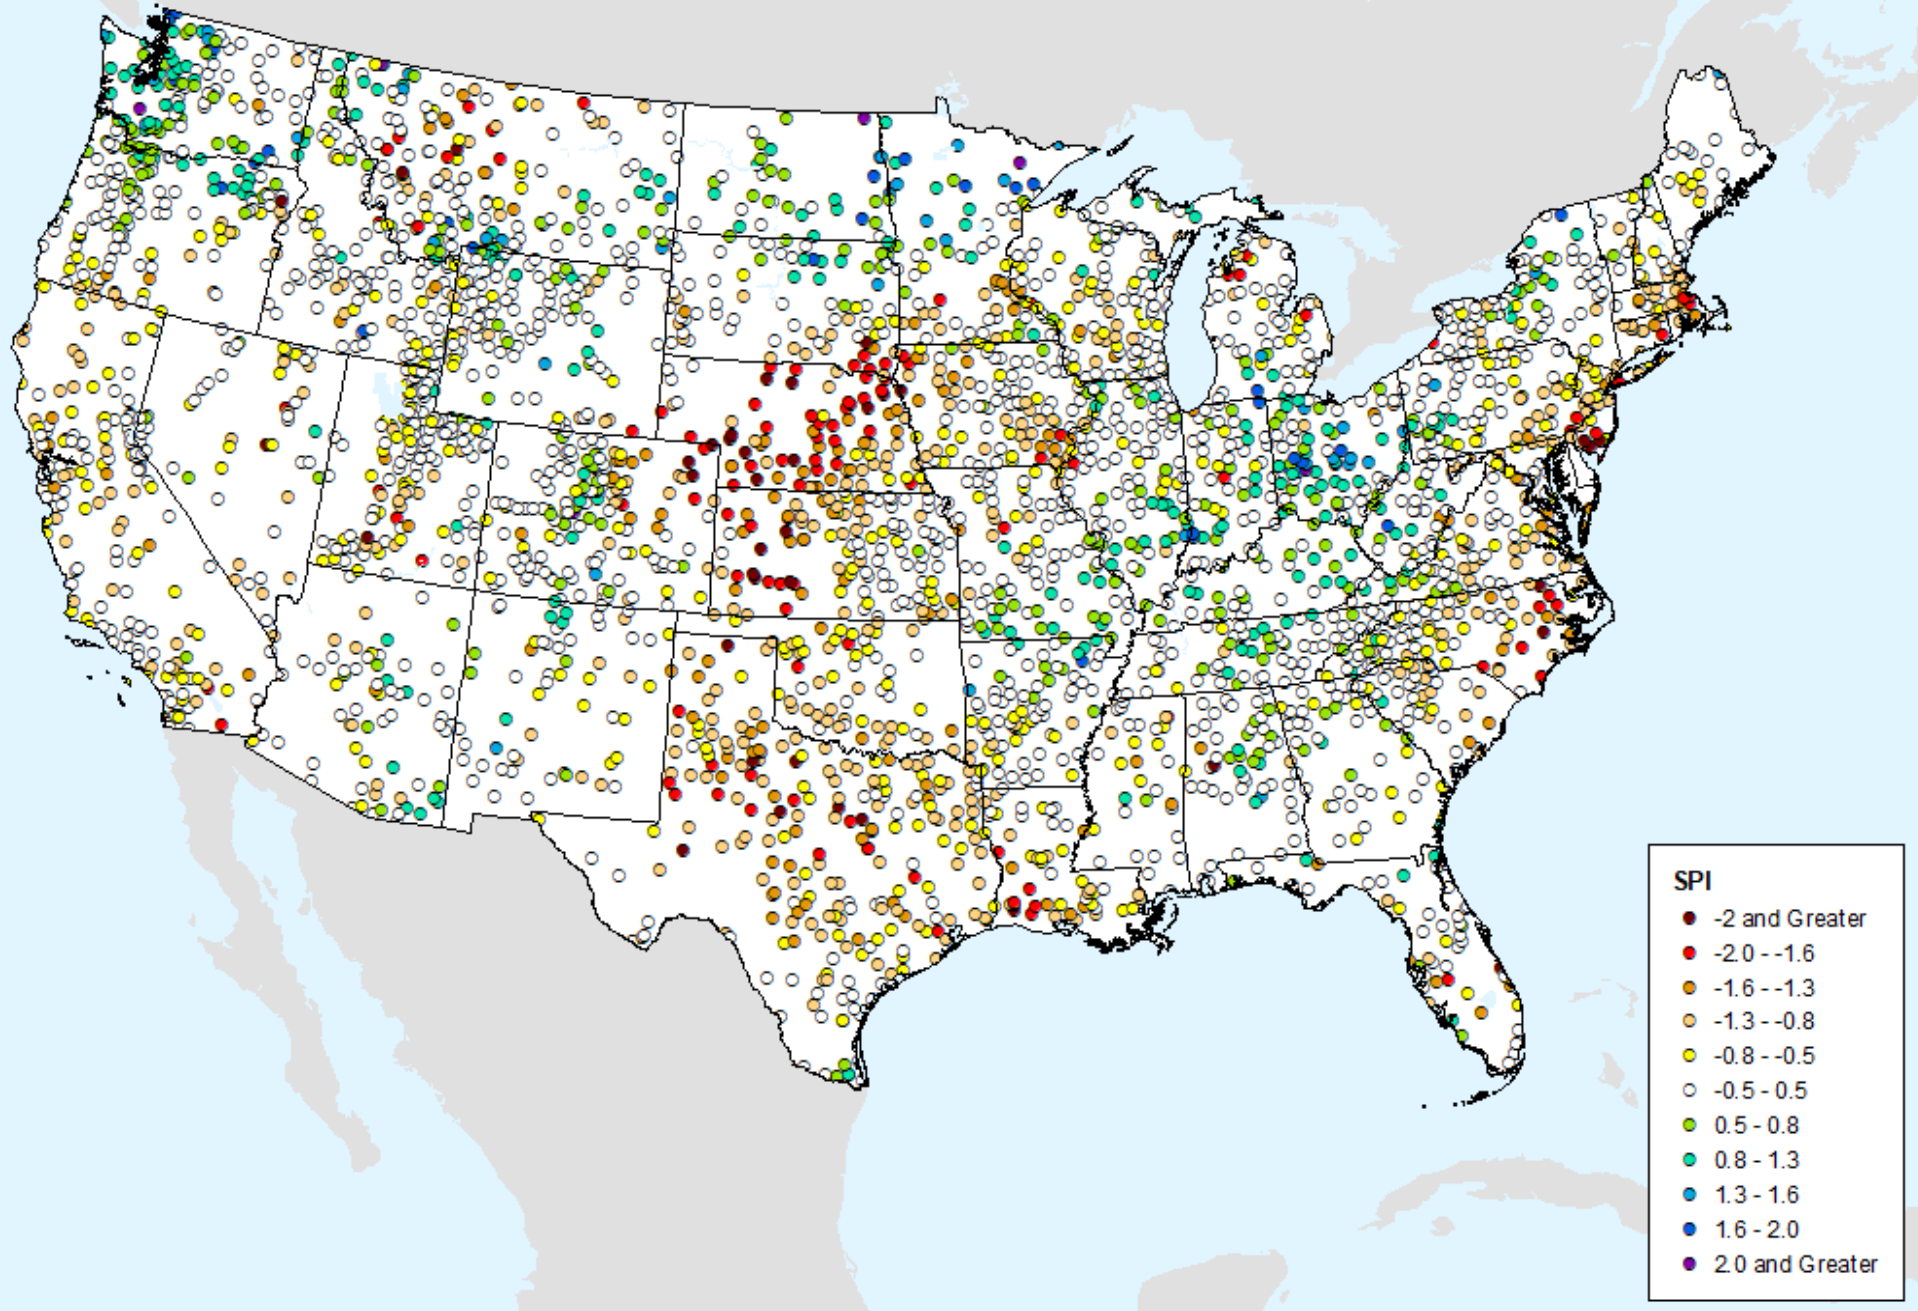 SPI
-2 and Greater
-2.0 - -1.6
-1.6 - -1.3
-1.3 - -0.8
-0.8 - -0.5
-0.5 - 0.5
0.5 - 0.8
0.8 - 1.3
1.3 - 1.6
1.6 - 2.0
2.0 and Greater